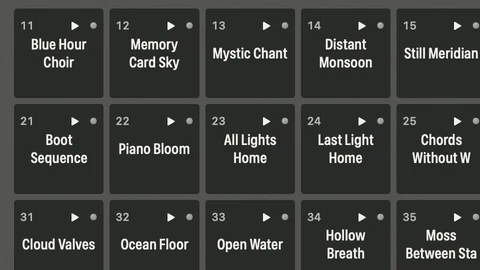 11
Blue Hour
Choir
12
Memory
Card Sky
13
Mystic Chant
14
Distant
Monsoon
15
Still Meridian
21
Boot
Sequence
22
Piano Bloom
23
All Lights
Home
24
Last Light
Home
25
Chords
Without W
31
Cloud Valves
32
Ocean Floor
33
Open Water
34
Hollow
Breath
35
Moss
Between Sta